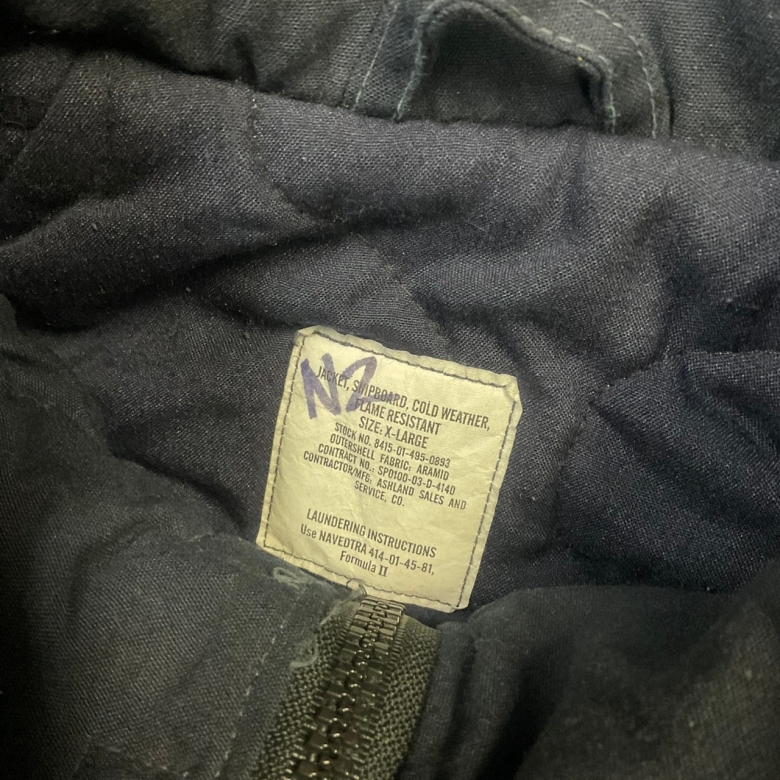 N2
JACKET, SHIPBOARD, COLD WEATHER,
FLAME RESISTANT
SIZE: X-LARGE
STOCK NO. 8415-01-495-0893
OUTERSHELL FABRIC: ARAMID
CONTRACT NO.: SP0100-03-D-4140
CONTRACTOR/MFG: ASHLAND SALES AND
SERVICE, CO.
LAUNDERING INSTRUCTIONS
Use NAVEDTRA 414-01-45-81,
Formula II